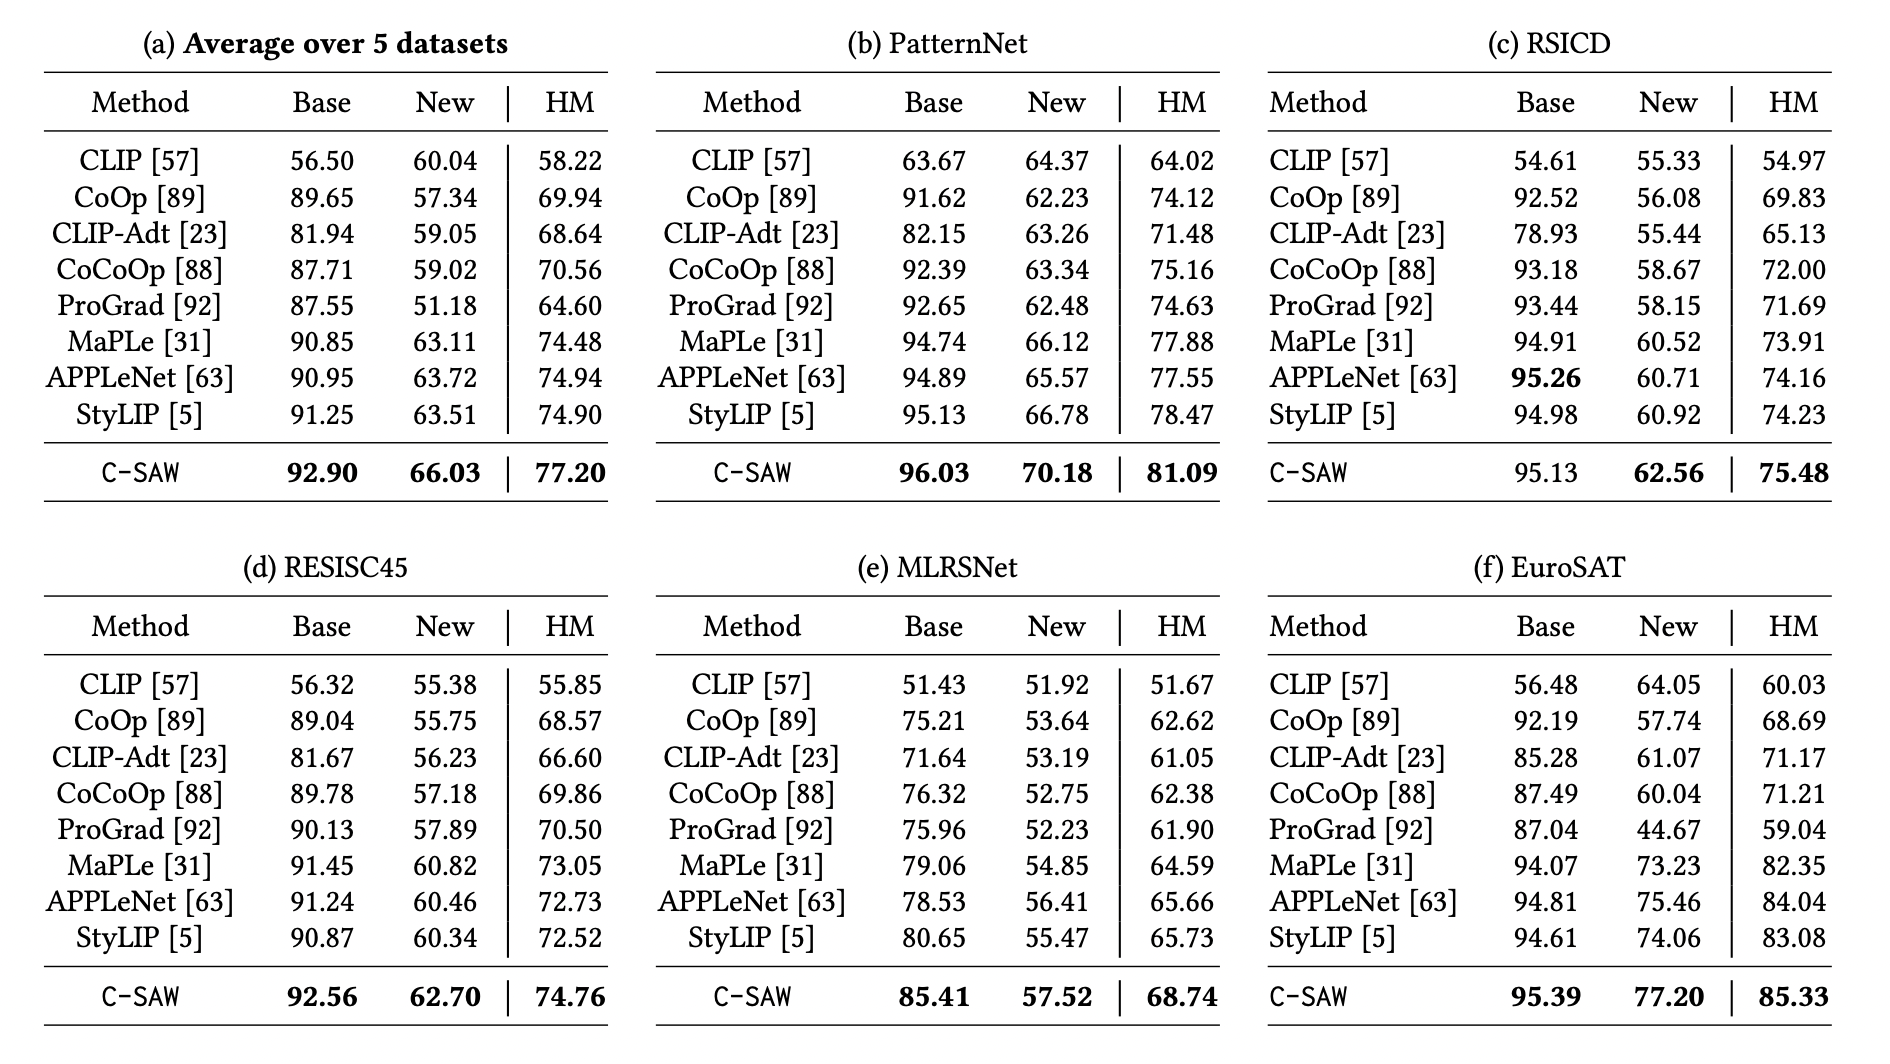 (a) Average over 5 datasets
Method Base New HM
CLIP [57] 56.50 60.04 58.22
CoOp [89] 89.65 57.34 69.94
CLIP-Adt [23] 81.94 59.05 68.64
CoCoOp [88] 87.71 59.02 70.56
ProGrad [92] 87.55 51.18 64.60
MaPLe [31] 90.85 63.11 74.48
APPLeNet [63] 90.95 63.72 74.94
StyLIP [5] 91.25 63.51 74.90
C-SAW 92.90 66.03 77.20
(b) PatternNet
Method Base New HM
CLIP [57] 63.67 64.37 64.02
CoOp [89] 91.62 62.23 74.12
CLIP-Adt [23] 82.15 63.26 71.48
CoCoOp [88] 92.39 63.34 75.16
ProGrad [92] 92.65 62.48 74.63
MaPLe [31] 94.74 66.12 77.88
APPLeNet [63] 94.89 65.57 77.55
StyLIP [5] 95.13 66.78 78.47
C-SAW 96.03 70.18 81.09
(c) RSICD
Method Base New HM
CLIP [57] 54.61 55.33 54.97
CoOp [89] 92.52 56.08 69.83
CLIP-Adt [23] 78.93 55.44 65.13
CoCoOp [88] 93.18 58.67 72.00
ProGrad [92] 93.44 58.15 71.69
MaPLe [31] 94.91 60.52 73.91
APPLeNet [63] 95.26 60.71 74.16
StyLIP [5] 94.98 60.92 74.23
C-SAW 95.13 62.56 75.48
(d) RESISC45
Method Base New HM
CLIP [57] 56.32 55.38 55.85
CoOp [89] 89.04 55.75 68.57
CLIP-Adt [23] 81.67 56.23 66.60
CoCoOp [88] 89.78 57.18 69.86
ProGrad [92] 90.13 57.89 70.50
MaPLe [31] 91.45 60.82 73.05
APPLeNet [63] 91.24 60.46 72.73
StyLIP [5] 90.87 60.34 72.52
C-SAW 92.56 62.70 74.76
(e) MLRSNet
Method Base New HM
CLIP [57] 51.43 51.92 51.67
CoOp [89] 75.21 53.64 62.62
CLIP-Adt [23] 71.64 53.19 61.05
CoCoOp [88] 76.32 52.75 62.38
ProGrad [92] 75.96 52.23 61.90
MaPLe [31] 79.06 54.85 64.59
APPLeNet [63] 78.53 56.41 65.66
StyLIP [5] 80.65 55.47 65.73
C-SAW 85.41 57.52 68.74
(f) EuroSAT
Method Base New HM
CLIP [57] 56.48 64.05 60.03
CoOp [89] 92.19 57.74 68.69
CLIP-Adt [23] 85.28 61.07 71.17
CoCoOp [88] 87.49 60.04 71.21
ProGrad [92] 87.04 44.67 59.04
MaPLe [31] 94.07 73.23 82.35
APPLeNet [63] 94.81 75.46 84.04
StyLIP [5] 94.61 74.06 83.08
C-SAW 95.39 77.20 85.33